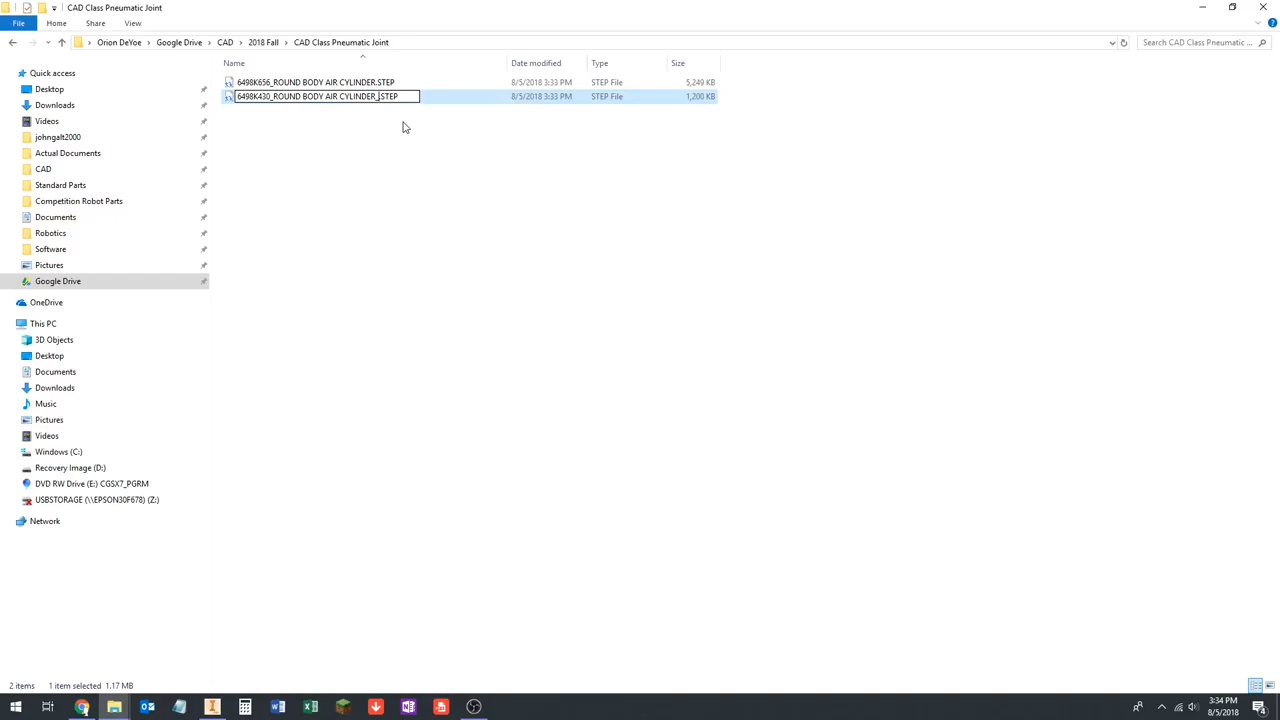 CAD Class Pneumatic Joint
File Home Share View
Orion DeYoe > Google Drive > CAD > 2018 Fall > CAD Class Pneumatic Joint
Search CAD Class Pneumatic ...
Name Date modified Type Size
6498K656_ROUND BODY AIR CYLINDER.STEP 8/5/2018 3:33 PM STEP File 5,249 KB
6498K430_ROUND BODY AIR CYLINDER_.STEP 8/5/2018 3:33 PM STEP File 1,200 KB
Quick access
Desktop
Downloads
Videos
johngalt2000
Actual Documents
CAD
Standard Parts
Competition Robot Parts
Documents
Robotics
Software
Pictures
Google Drive
OneDrive
This PC
3D Objects
Desktop
Documents
Downloads
Music
Pictures
Videos
Windows (C:)
Recovery Image (D:)
DVD RW Drive (E:) CGSX7_PGRM
USBSTORAGE (\\EPSON30F678) (Z:)
Network
2 items 1 item selected 1.17 MB
3:34 PM
8/5/2018
4